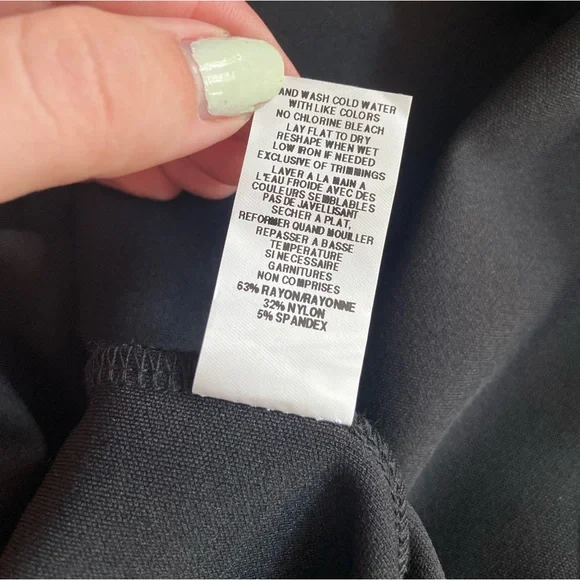 AND WASH COLD WATER
WITH LIKE COLORS
NO CHLORINE BLEACH
LAY FLAT TO DRY
RESHAPE WHEN WET
LOW IRON IF NEEDED
EXCLUSIVE OF TRIMMINGS
LAVER A LA MAIN A
L'EAU FROIDE AVEC DES
COULEURS SEMBLABLES
PAS DE JAVELLISANT
SECHER A PLAT,
REFORMER QUAND MOUILLER
REPASSER A BASSE
TEMPERATURE
SI NECESSAIRE
GARNITURES
NON COMPRISES
63% RAYON/RAYONNE
32% NYLON
5% SPANDEX